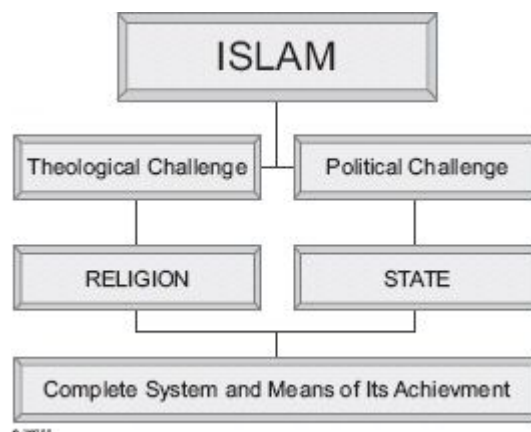 ISLAM
Theological Challenge
Political Challenge
RELIGION
STATE
Complete System and Means of Its Achievment